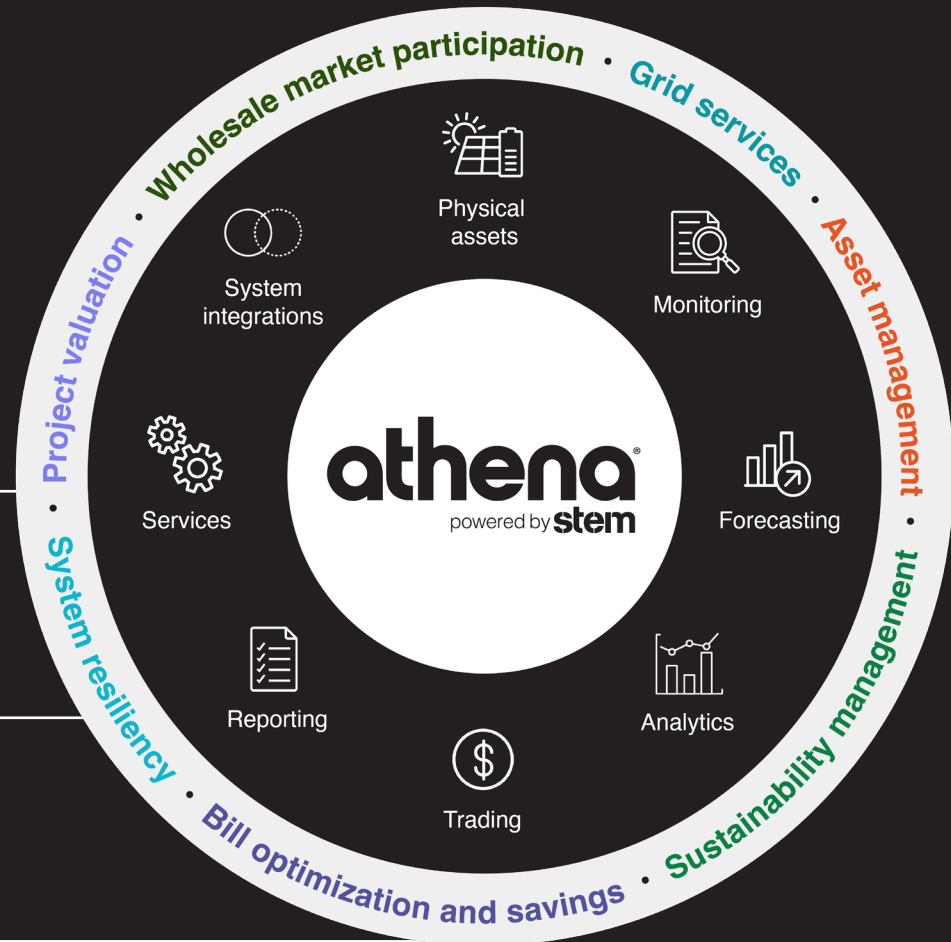 Wholesale market participation • Grid services • Asset management • Sustainability management • Bill optimization and savings • System resiliency • Project valuation •
Physical
assets
Monitoring
Forecasting
Analytics
Trading
Reporting
Services
System
integrations
athena®
powered by stem